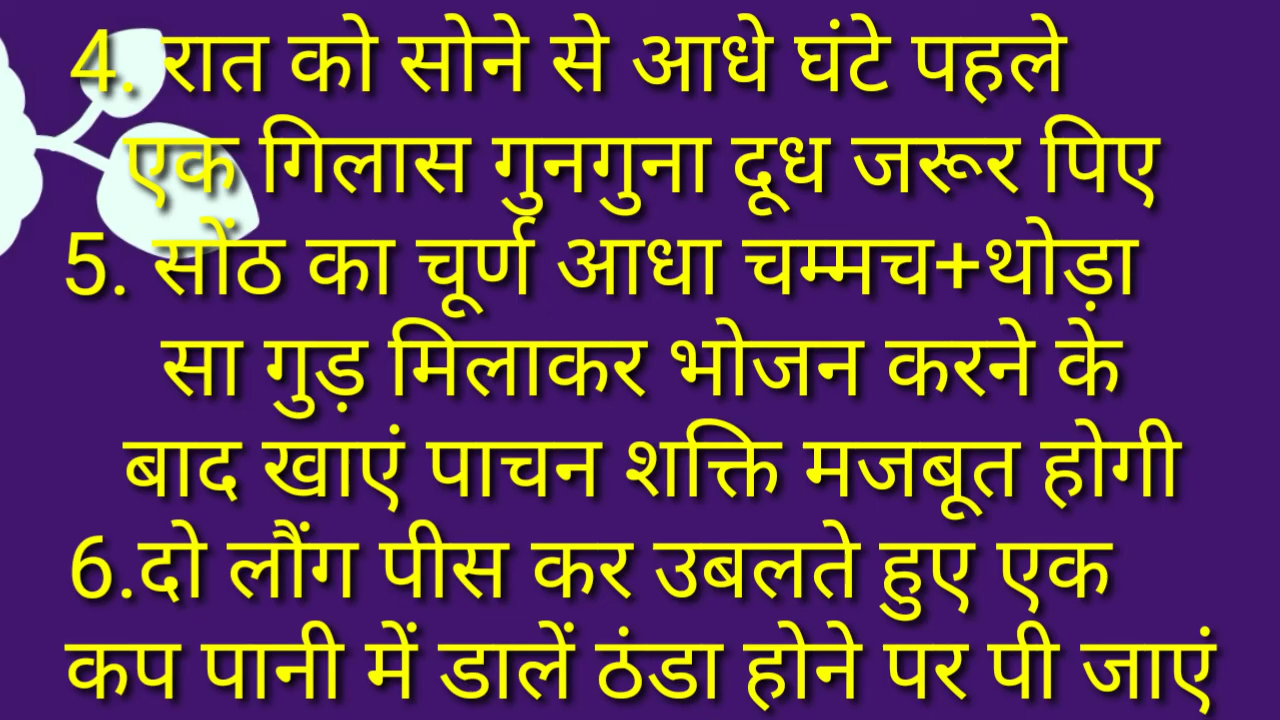 4. रात को सोने से आधे घंटे पहले
एक गिलास गुनगुना दूध जरूर पिए
5. सोंठ का चूर्ण आधा चम्मच+थोड़ा
सा गुड़ मिलाकर भोजन करने के
बाद खाएं पाचन शक्ति मजबूत होगी
6.दो लौंग पीस कर उबलते हुए एक
कप पानी में डालें ठंडा होने पर पी जाएं